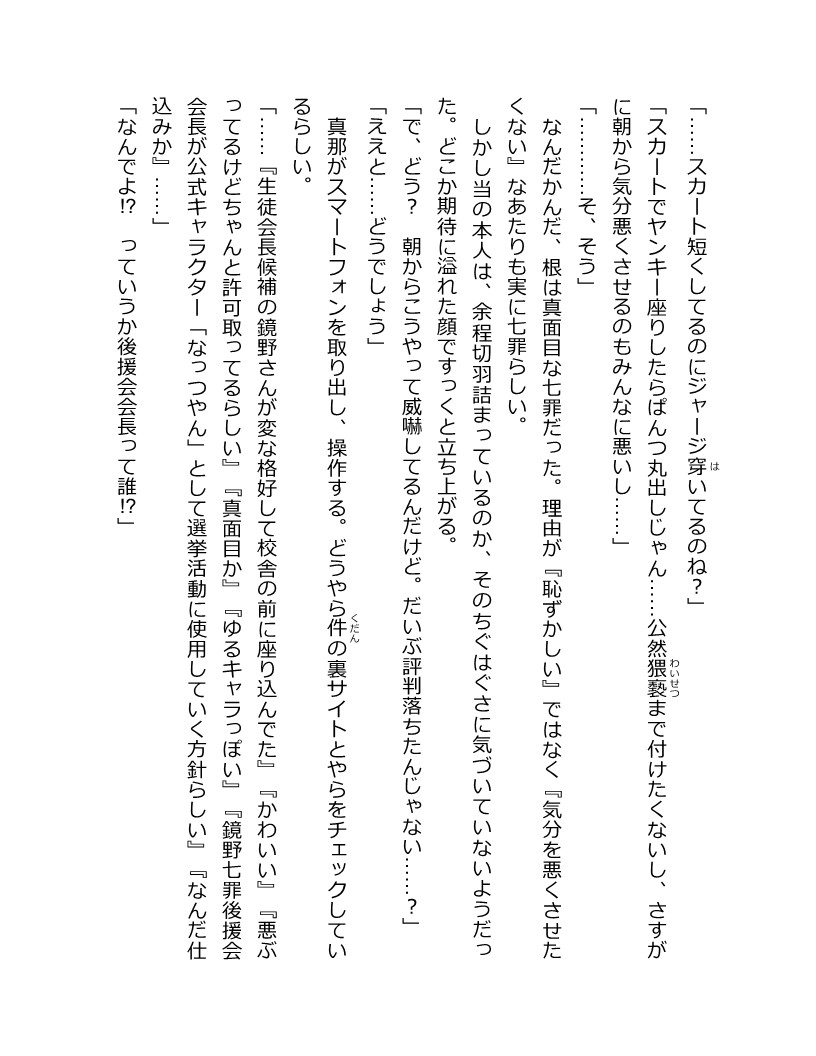 「……スカート短くしてるのにジャージ穿いてるのね？」
「スカートでヤンキー座りしたらぱんつ丸出しじゃん……公然猥褻まで付けたくないし、さすが
に朝から気分悪くさせるのもみんなに悪いし……」
「…………そ、そう」
　なんだかんだ、根は真面目な七罪だった。理由が『恥ずかしい』ではなく『気分を悪くさせた
くない』なあたりも実に七罪らしい。
　しかし当の本人は、余程切羽詰まっているのか、そのちぐはぐさに気づいていないようだっ
た。どこか期待に溢れた顔ですっくと立ち上がる。
「で、どう？　朝からこうやって威嚇してるんだけど。だいぶ評判落ちたんじゃない……？」
「ええと……どうでしょう」
　真那がスマートフォンを取り出し、操作する。どうやら件の裏サイトとやらをチェックしてい
るらしい。
「……『生徒会長候補の鏡野さんが変な格好して校舎の前に座り込んでた』『かわいい』『悪ぶ
ってるけどちゃんと許可取ってるらしい』『真面目か』『ゆるキャラっぽい』『鏡野七罪後援会
会長が公式キャラクター「なっつやん」として選挙活動に使用していく方針らしい』『なんだ仕
込みか』……」
「なんでよ⁉　っていうか後援会会長って誰⁉」
は
わいせつ
くだん